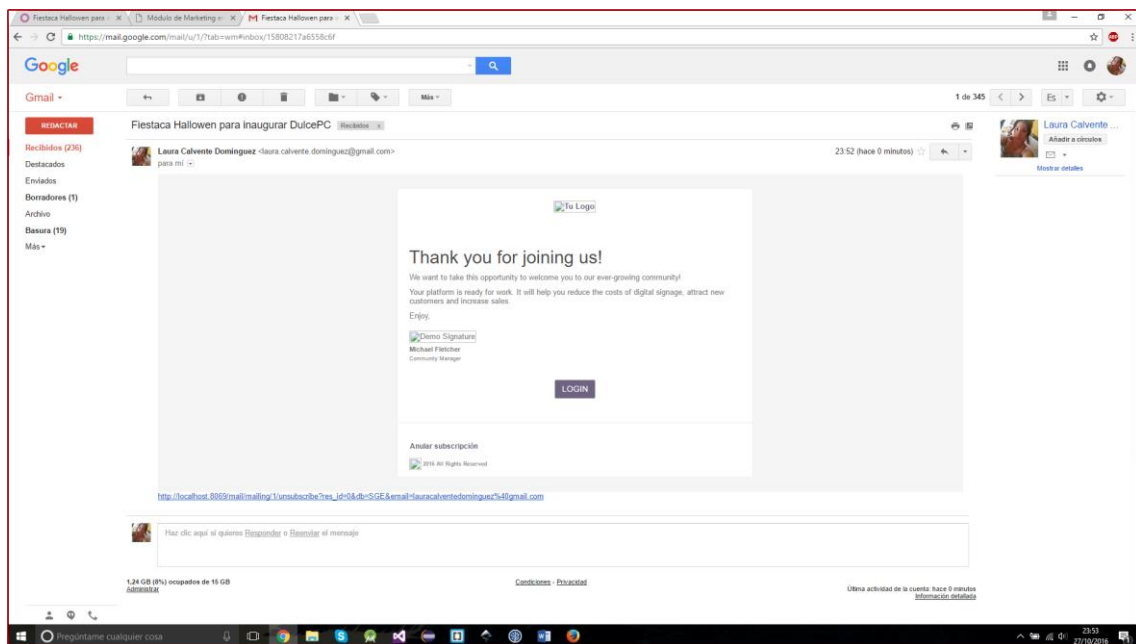 Fiestaca Hallowen para
Módulo de Marketing e
Fiestaca Hallowen para
https://mail.google.com/mail/u/1/?tab=wm#inbox/15808217a6558c6f
Google
Gmail
Más
1 de 345
Es
REDACTAR
Fiestaca Hallowen para inaugurar DulcePC Recibidos x
Laura Calvente ...
Añadir a círculos
Mostrar detalles
Recibidos (236)
Destacados
Enviados
Borradores (1)
Archivo
Basura (19)
Más
Laura Calvente Dominguez <laura.calvente.dominguez@gmail.com>
para mí
23:52 (hace 0 minutos)
Tu Logo
Thank you for joining us!
We want to take this opportunity to welcome you to our ever-growing community!
Your platform is ready for work. It will help you reduce the costs of digital signage, attract new
customers and increase sales.
Enjoy,
Demo Signature
Michael Fletcher
Community Manager
LOGIN
Anular subscripción
2016 All Rights Reserved
http://localhost:8069/mail/mailing/1/unsubscribe?res_id=0&db=SGE&email=lauracalventedominguez%40gmail.com
Haz clic aquí si quieres Responder o Reenviar el mensaje
1,24 GB (8%) ocupados de 15 GB
Administrar
Condiciones - Privacidad
Última actividad de la cuenta: hace 0 minutos
Información detallada
Pregúntame cualquier cosa
23:53
27/10/2016